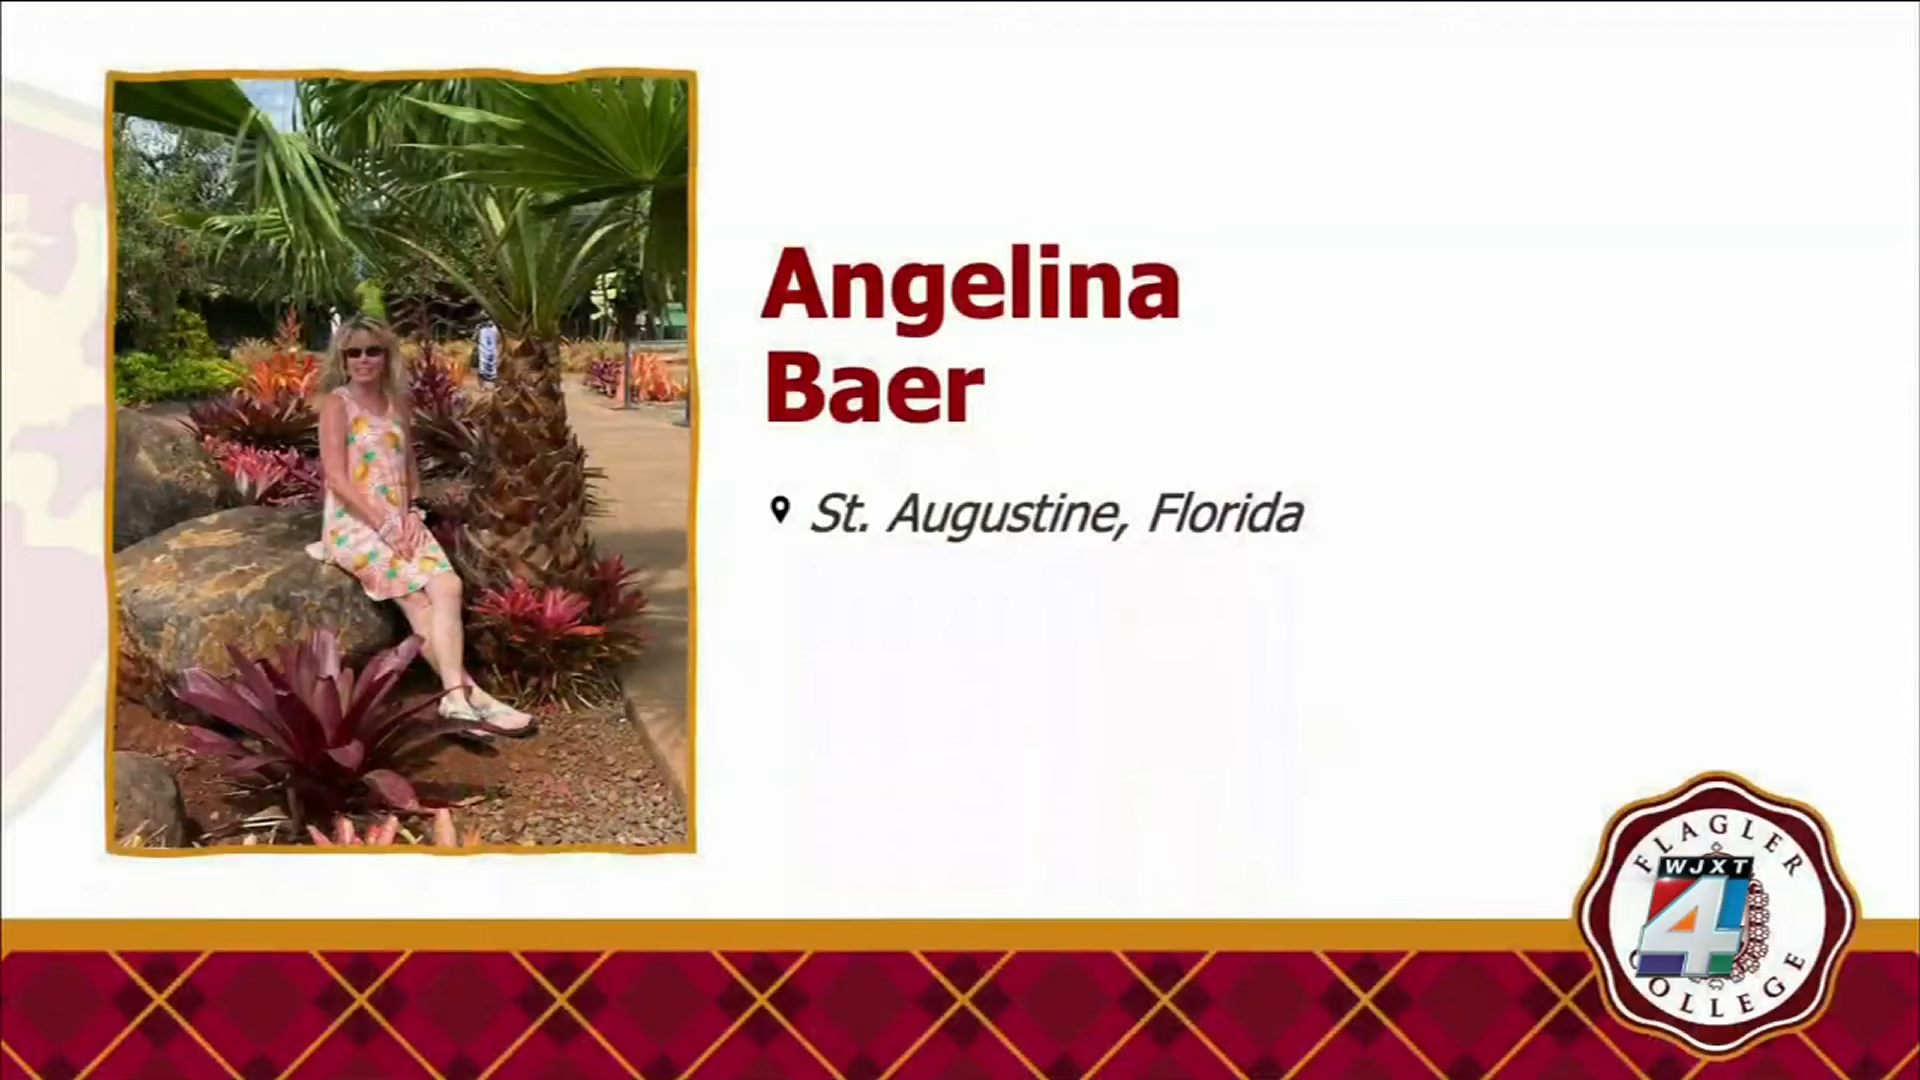 Angelina
Baer
St. Augustine, Florida
FLAGLER
WJXT
4
COLLEGE